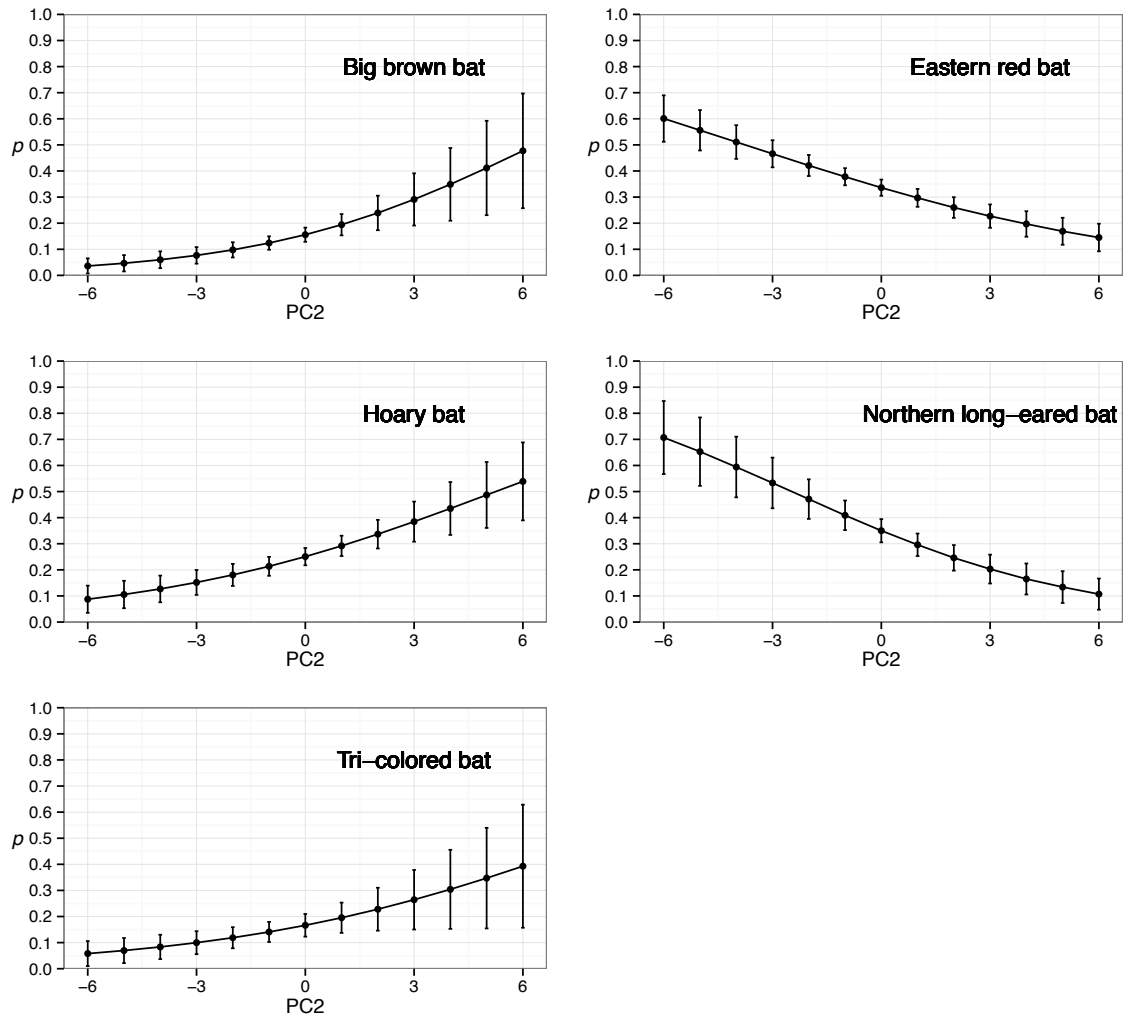 Big brown bat
1.0
0.9
0.8
0.7
0.6
0.5
0.4
0.3
0.2
0.1
0.0
p
−6 −3 0 3 6
PC2
Eastern red bat
1.0
0.9
0.8
0.7
0.6
0.5
0.4
0.3
0.2
0.1
0.0
p
−6 −3 0 3 6
PC2
Hoary bat
1.0
0.9
0.8
0.7
0.6
0.5
0.4
0.3
0.2
0.1
0.0
p
−6 −3 0 3 6
PC2
Northern long−eared bat
1.0
0.9
0.8
0.7
0.6
0.5
0.4
0.3
0.2
0.1
0.0
p
−6 −3 0 3 6
PC2
Tri−colored bat
1.0
0.9
0.8
0.7
0.6
0.5
0.4
0.3
0.2
0.1
0.0
p
−6 −3 0 3 6
PC2